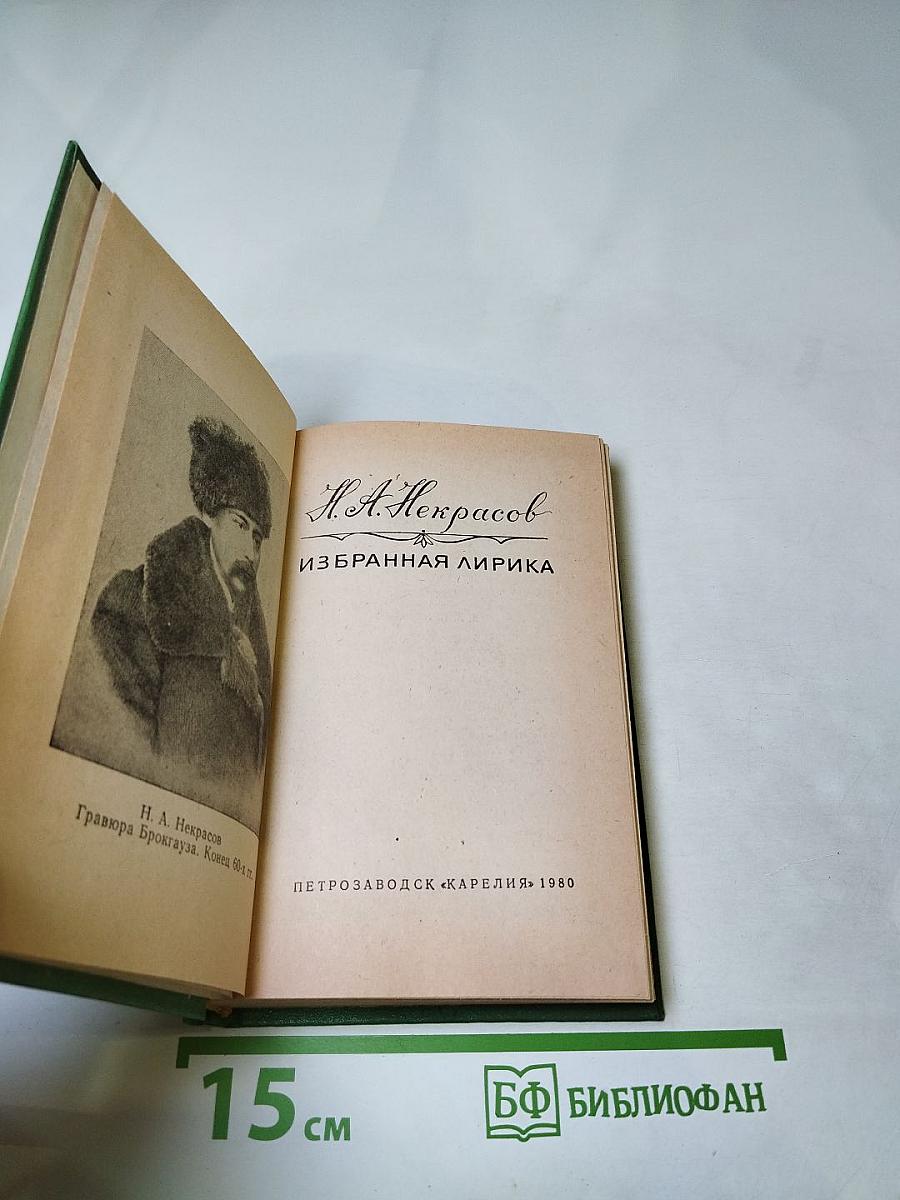 Н. А. Некрасов
ИЗБРАННАЯ ЛИРИКА
Н. А. Некрасов
Гравюра Брокгауза. Конец 60-х гг.
ПЕТРОЗАВОДСК «КАРЕЛИЯ» 1980
15 см
БФ БИБЛИОФАН